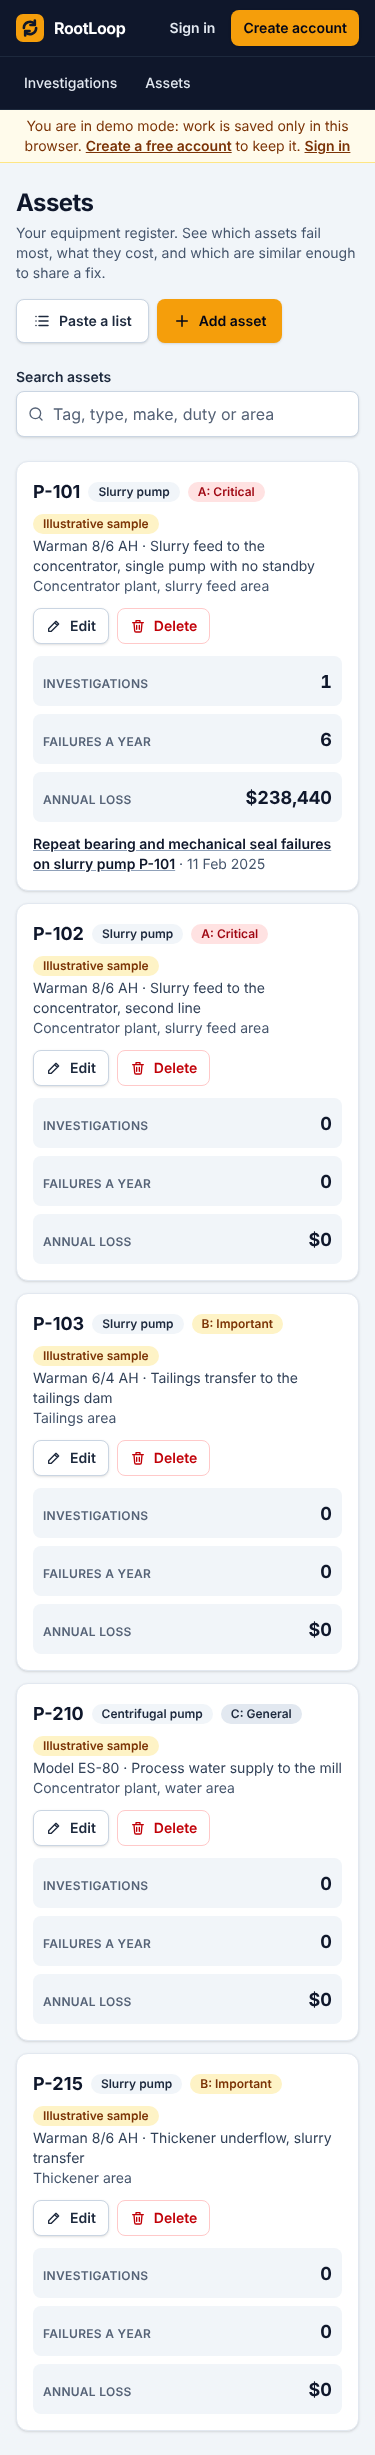 RootLoop
Sign in
Create account
Investigations
Assets
You are in demo mode: work is saved only in this
browser. Create a free account to keep it. Sign in
Assets
Your equipment register. See which assets fail
most, what they cost, and which are similar enough
to share a fix.
Paste a list
Add asset
Search assets
Tag, type, make, duty or area
P-101 Slurry pump A: Critical
Illustrative sample
Warman 8/6 AH · Slurry feed to the
concentrator, single pump with no standby
Concentrator plant, slurry feed area
Edit Delete
INVESTIGATIONS 1
FAILURES A YEAR 6
ANNUAL LOSS $238,440
Repeat bearing and mechanical seal failures
on slurry pump P-101 · 11 Feb 2025
P-102 Slurry pump A: Critical
Illustrative sample
Warman 8/6 AH · Slurry feed to the
concentrator, second line
Concentrator plant, slurry feed area
Edit Delete
INVESTIGATIONS 0
FAILURES A YEAR 0
ANNUAL LOSS $0
P-103 Slurry pump B: Important
Illustrative sample
Warman 6/4 AH · Tailings transfer to the
tailings dam
Tailings area
Edit Delete
INVESTIGATIONS 0
FAILURES A YEAR 0
ANNUAL LOSS $0
P-210 Centrifugal pump C: General
Illustrative sample
Model ES-80 · Process water supply to the mill
Concentrator plant, water area
Edit Delete
INVESTIGATIONS 0
FAILURES A YEAR 0
ANNUAL LOSS $0
P-215 Slurry pump B: Important
Illustrative sample
Warman 8/6 AH · Thickener underflow, slurry
transfer
Thickener area
Edit Delete
INVESTIGATIONS 0
FAILURES A YEAR 0
ANNUAL LOSS $0